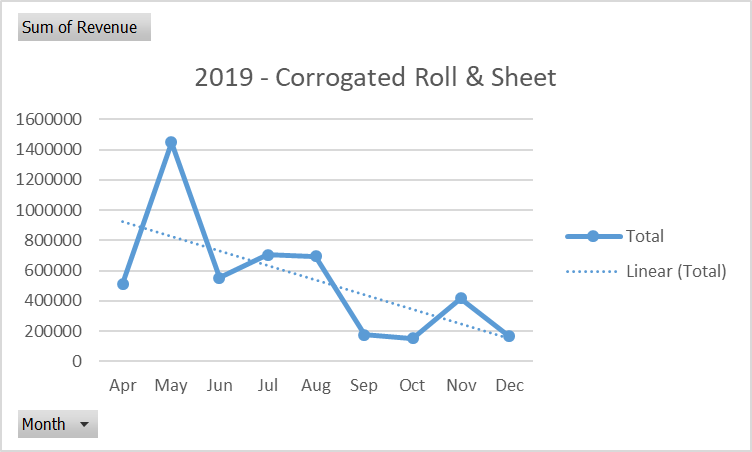 Sum of Revenue
2019 - Corrogated Roll & Sheet
1600000
1400000
1200000
1000000
800000
600000
400000
200000
0
Apr May Jun Jul Aug Sep Oct Nov Dec
Total
Linear (Total)
Month